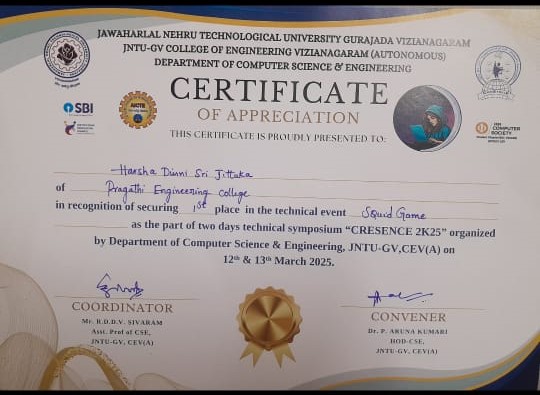 JAWAHARLAL NEHRU TECHNOLOGICAL UNIVERSITY GURAJADA VIZIANAGARAM
JNTU-GV COLLEGE OF ENGINEERING VIZIANAGARAM (AUTONOMOUS)
DEPARTMENT OF COMPUTER SCIENCE & ENGINEERING
SBI
AICTE
CERTIFICATE
OF APPRECIATION
THIS CERTIFICATE IS PROUDLY PRESENTED TO:
COMPUTER
SOCIETY
Harsha Dinni Sri Jittuka
of Pragathi Engineering College
in recognition of securing 1st place in the technical event Squid Game
as the part of two days technical symposium “CRESENCE 2K25” organized
by Department of Computer Science & Engineering, JNTU-GV,CEV(A) on
12th & 13th March 2025.
COORDINATOR
Mr. R.D.D.V. SIVARAM
Asst. Prof of CSE,
JNTU-GV, CEV(A)
CONVENER
Dr. P. ARUNA KUMARI
HOD-CSE,
JNTU-GV, CEV(A)